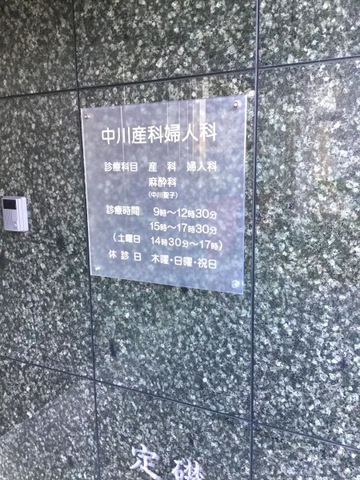 中川産科婦人科
診療科目 産科 婦人科
麻酔科
(中川聖子)
診療時間 9時〜12時30分
15時〜17時30分
(土曜日 14時30分〜17時)
休診日 木曜・日曜・祝日
定礎